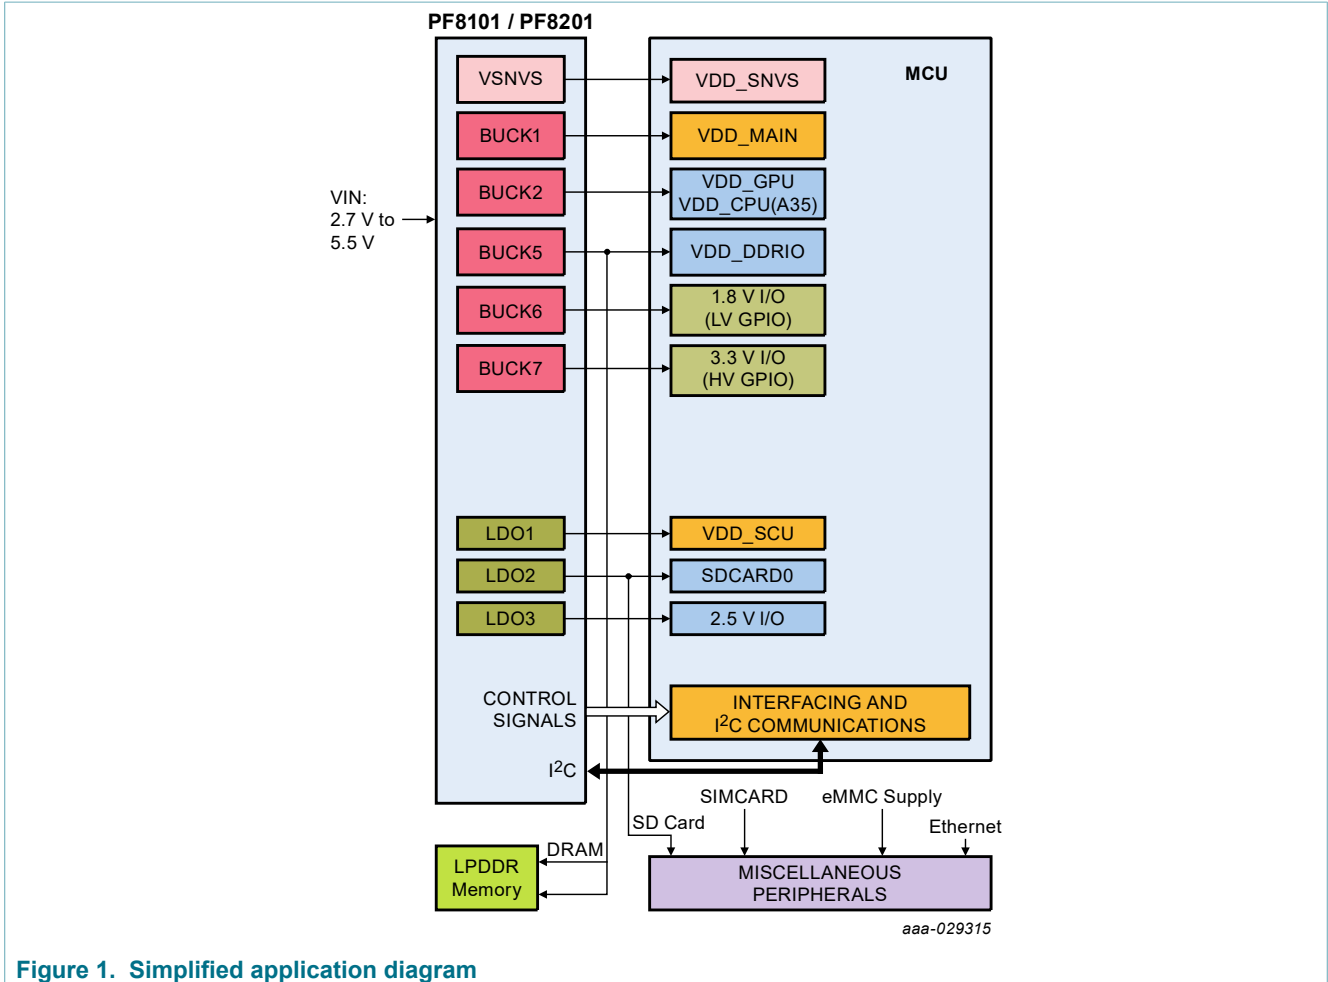 PF8101 / PF8201
MCU
VSNVS
VDD_SNVS
BUCK1
VDD_MAIN
BUCK2
VDD_GPU
VDD_CPU(A35)
VIN:
2.7 V to
5.5 V
BUCK5
VDD_DDRIO
BUCK6
1.8 V I/O
(LV GPIO)
BUCK7
3.3 V I/O
(HV GPIO)
LDO1
VDD_SCU
LDO2
SDCARD0
LDO3
2.5 V I/O
CONTROL
SIGNALS
INTERFACING AND
I2C COMMUNICATIONS
I2C
SIMCARD
eMMC Supply
SD Card
Ethernet
DRAM
LPDDR
Memory
MISCELLANEOUS
PERIPHERALS
aaa-029315
Figure 1. Simplified application diagram